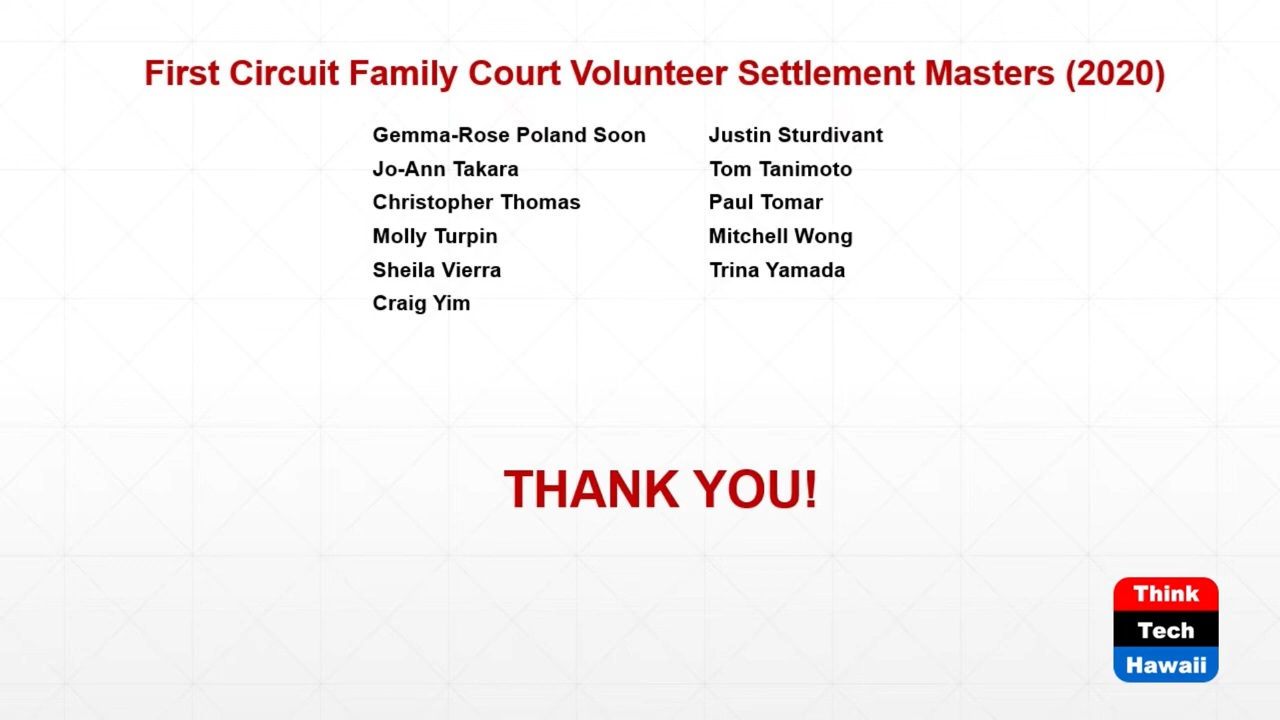 First Circuit Family Court Volunteer Settlement Masters (2020)
Gemma-Rose Poland Soon
Jo-Ann Takara
Christopher Thomas
Molly Turpin
Sheila Vierra
Craig Yim
Justin Sturdivant
Tom Tanimoto
Paul Tomar
Mitchell Wong
Trina Yamada
THANK YOU!
Think
Tech
Hawaii